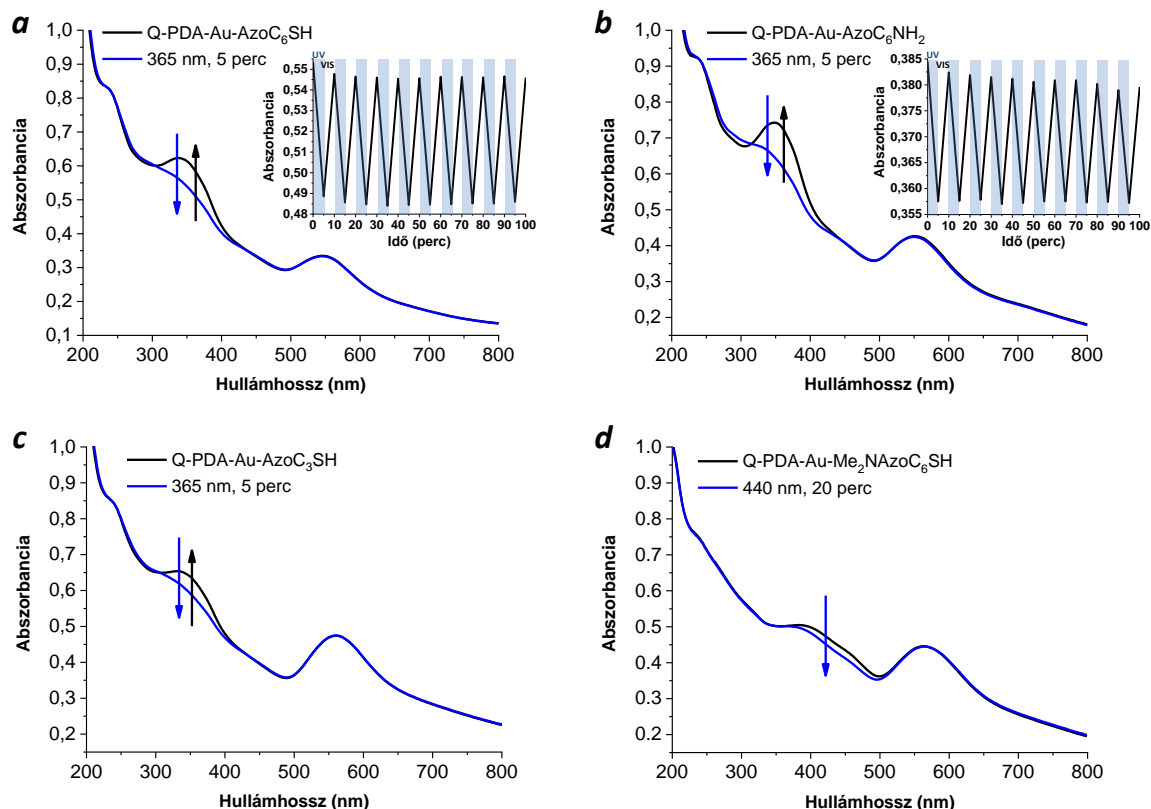 a
Q-PDA-Au-AzoC₆SH
365 nm, 5 perc
Abszorbancia
1,0
0,9
0,8
0,7
0,6
0,5
0,4
0,3
0,2
0,1
200 300 400 500 600 700 800
Hullámhossz (nm)
UV
VIS
Abszorbancia
0,55
0,54
0,53
0,52
0,51
0,50
0,49
0,48
0 10 20 30 40 50 60 70 80 90 100
Idő (perc)
b
Q-PDA-Au-AzoC₆NH₂
365 nm, 5 perc
Abszorbancia
1,0
0,9
0,8
0,7
0,6
0,5
0,4
0,3
0,2
200 300 400 500 600 700 800
Hullámhossz (nm)
UV
VIS
Abszorbancia
0,385
0,380
0,375
0,370
0,365
0,360
0,355
0 10 20 30 40 50 60 70 80 90 100
Idő (perc)
c
Q-PDA-Au-AzoC₃SH
365 nm, 5 perc
Abszorbancia
1,0
0,9
0,8
0,7
0,6
0,5
0,4
0,3
0,2
200 300 400 500 600 700 800
Hullámhossz (nm)
d
Q-PDA-Au-Me₂NAzoC₆SH
440 nm, 20 perc
Abszorbancia
1,0
0,9
0,8
0,7
0,6
0,5
0,4
0,3
0,2
200 300 400 500 600 700 800
Hullámhossz (nm)